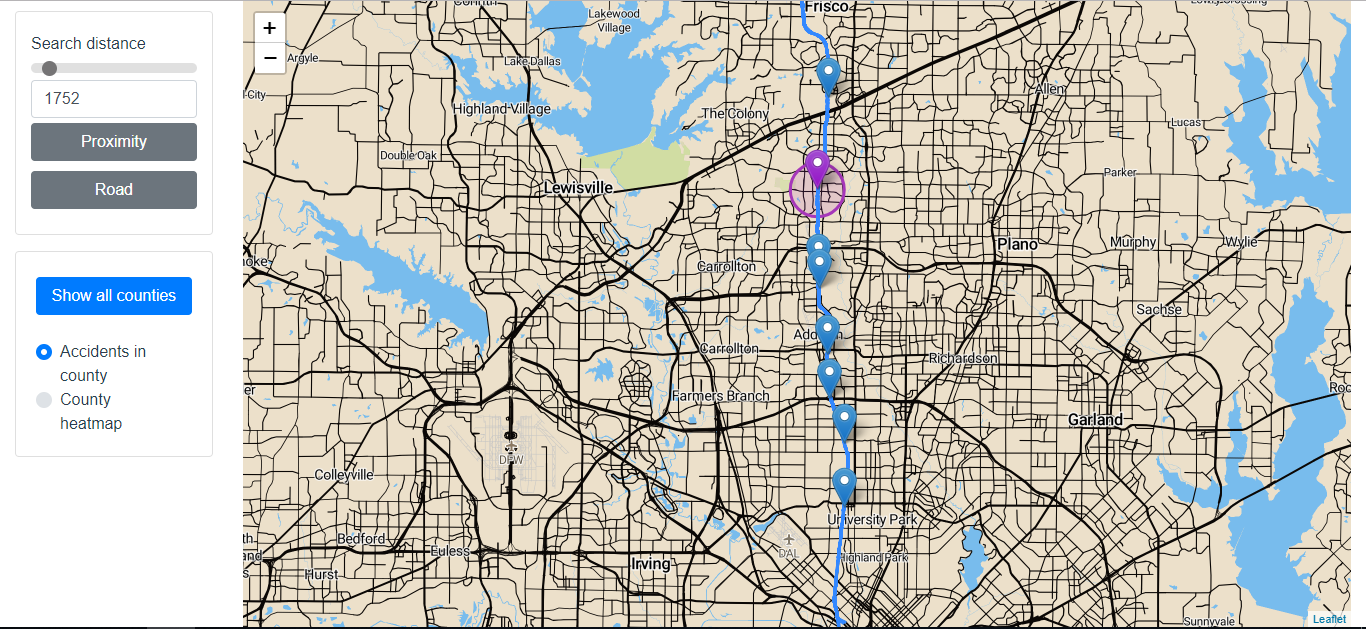 Search distance
1752
Proximity
Road
Show all counties
Accidents in
county
County
heatmap
+
−
Frisco
Lakewood
Village
Argyle
Lake Dallas
Allen
Highland Village
The Colony
Lucas
Double Oak
Parker
Lewisville
Plano
Murphy
Wylie
Carrollton
Sachse
Carrollton
Richardson
Farmers Branch
Garland
DFW
Colleyville
University Park
Bedford
Euless
DAL
Highland Park
Irving
Hurst
Sunnyvale
Leaflet